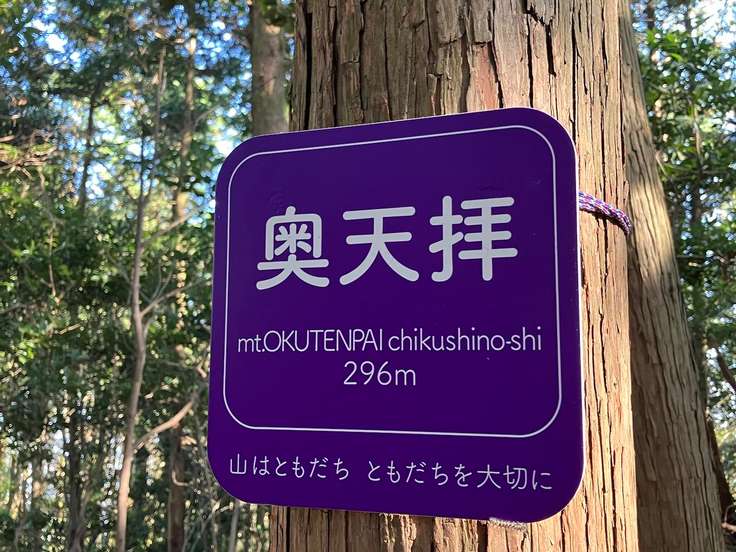 奥天拝
mt.OKUTENPAI chikushino-shi
296m
山はともだち ともだちを大切に